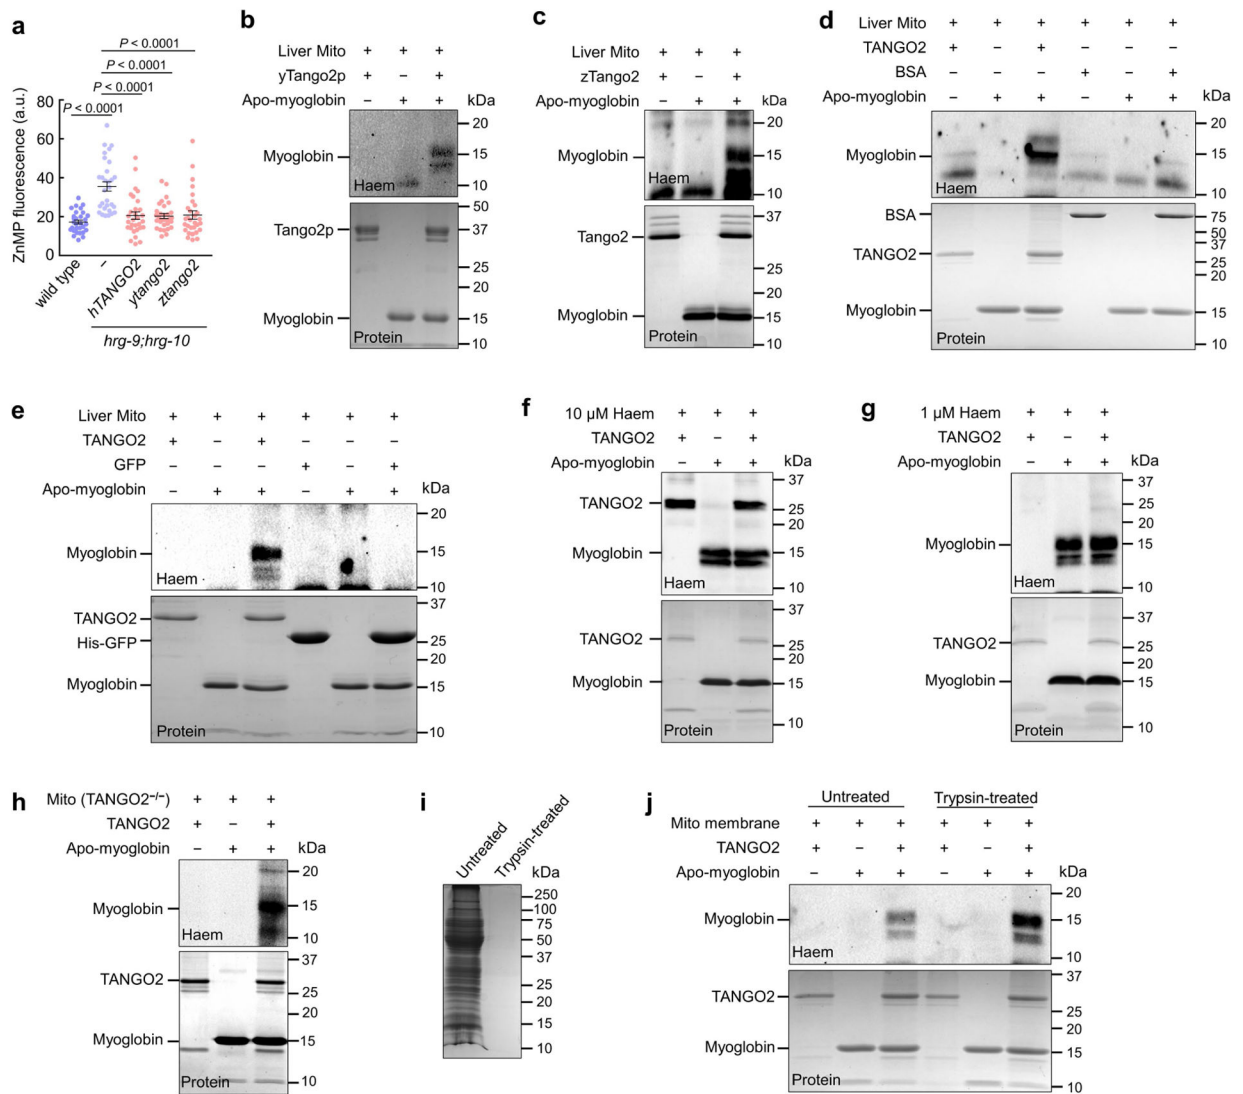 a
P < 0.0001
P < 0.0001
P < 0.0001
P < 0.0001
ZnMP fluorescence (a.u.)
80
60
40
20
0
wild type
–
hTANGO2
ytango2
ztango2
hrg-9;hrg-10
b
Liver Mito + + +
yTango2p + – +
Apo-myoglobin – + + kDa
20
Myoglobin 15
10
Haem
50
Tango2p 37
25
20
Myoglobin 15
10
Protein
c
Liver Mito + + +
zTango2 + – +
Apo-myoglobin – + + kDa
20
Myoglobin 15
10
Haem
37
Tango2
25
20
Myoglobin 15
10
Protein
d
Liver Mito + + + + + +
TANGO2 + – + – – –
BSA – – – + – +
Apo-myoglobin – + + – + + kDa
20
Myoglobin 15
10
Haem
BSA 75
50
37
TANGO2 25
20
Myoglobin 15
10
Protein
e
Liver Mito + + + + + +
TANGO2 + – + – – –
GFP – – – + – +
Apo-myoglobin – + + – + + kDa
20
Myoglobin 15
10
Haem
37
TANGO2
His-GFP 25
20
Myoglobin 15
10
Protein
f
10 µM Haem + + +
TANGO2 + – +
Apo-myoglobin – + + kDa
37
TANGO2 25
20
Myoglobin 15
10
Haem
37
TANGO2 25
20
Myoglobin 15
10
Protein
g
1 µM Haem + + +
TANGO2 + – +
Apo-myoglobin – + + kDa
37
25
20
Myoglobin 15
10
Haem
37
TANGO2 25
20
Myoglobin 15
10
Protein
h
Mito (TANGO2⁻/⁻) + + +
TANGO2 + – +
Apo-myoglobin – + + kDa
20
Myoglobin 15
10
Haem
37
TANGO2
25
20
Myoglobin 15
10
Protein
i
Untreated
Trypsin-treated
kDa
250
100
75
50
37
25
20
15
10
j
Untreated Trypsin-treated
Mito membrane + + + + + +
TANGO2 + – + + – +
Apo-myoglobin – + + – + + kDa
20
Myoglobin 15
10
Haem
37
TANGO2
25
20
Myoglobin 15
10
Protein